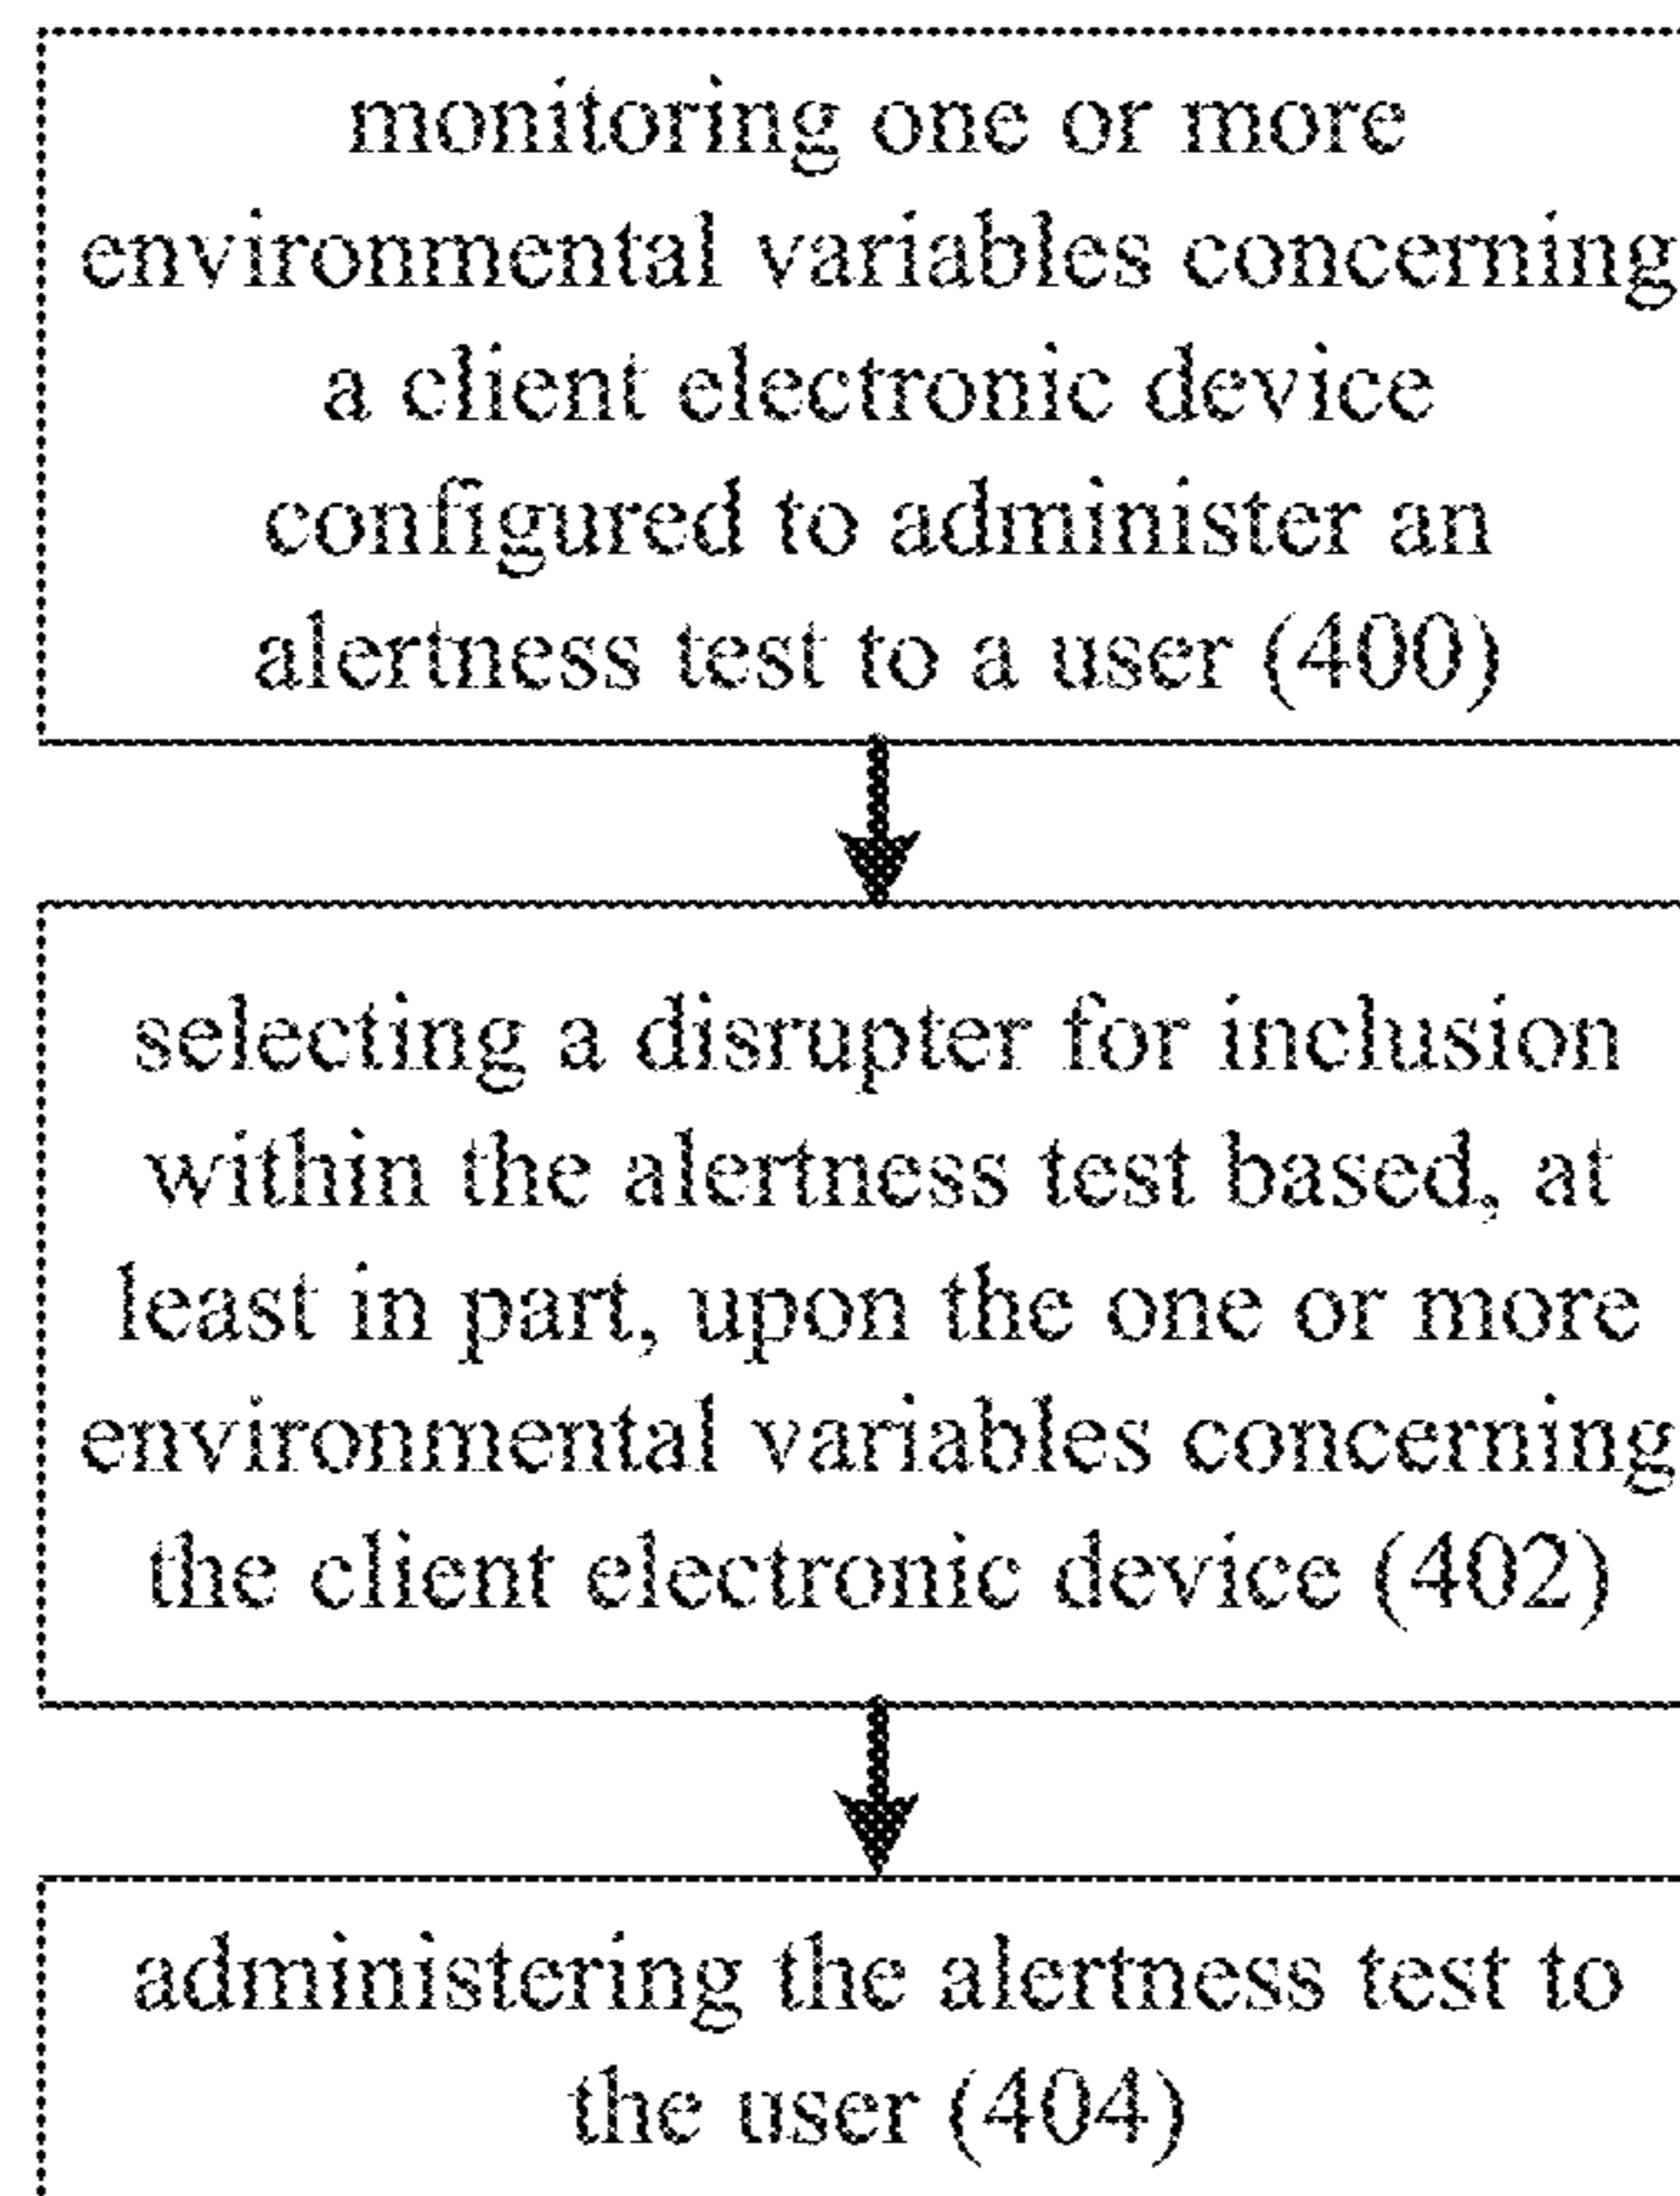 monitoring one or more
environmental variables concerning
a client electronic device
configured to administer an
alertness test to a user (400)
selecting a disrupter for inclusion
within the alertness test based, at
least in part, upon the one or more
environmental variables concerning
the client electronic device (402)
administering the alertness test to
the user (404)